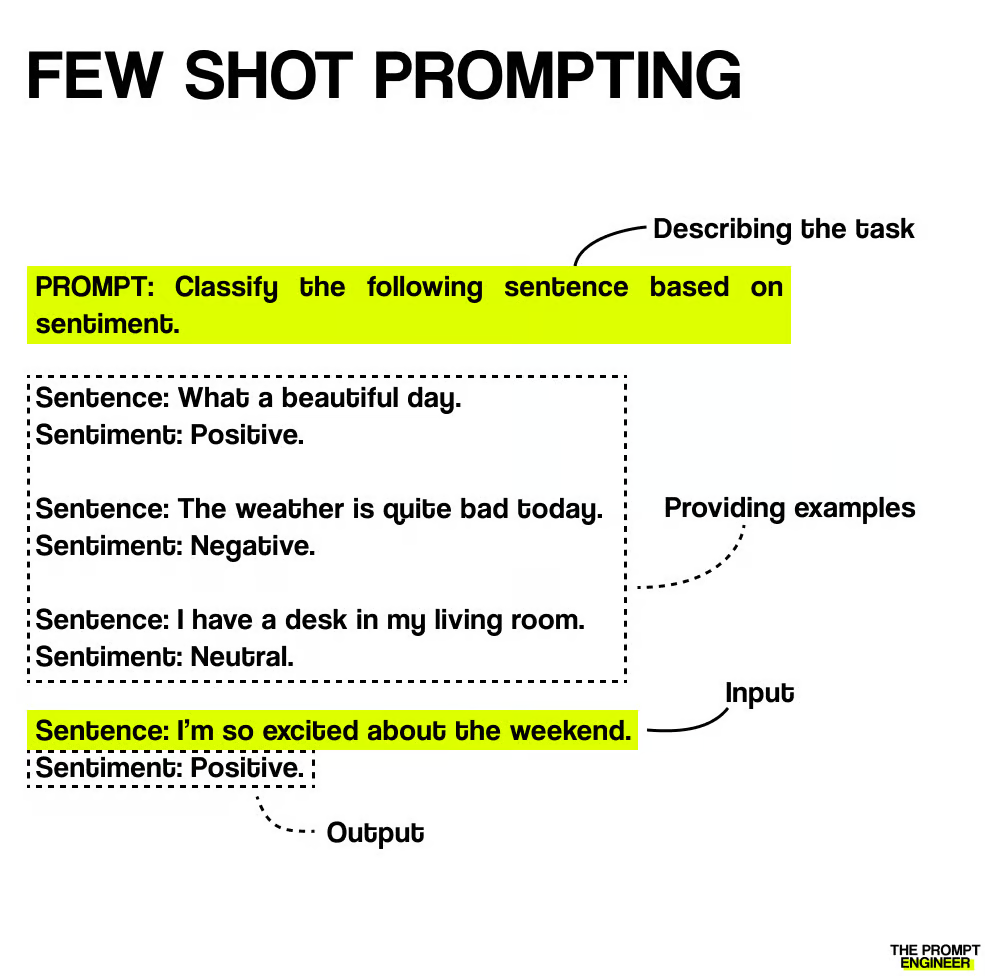 FEW SHOT PROMPTING
Describing the task
PROMPT: Classify the following sentence based on
sentiment.
Sentence: What a beautiful day.
Sentiment: Positive.
Sentence: The weather is quite bad today.
Sentiment: Negative.
Providing examples
Sentence: I have a desk in my living room.
Sentiment: Neutral.
Input
Sentence: I’m so excited about the weekend.
Sentiment: Positive.
Output
THE PROMPT
ENGINEER